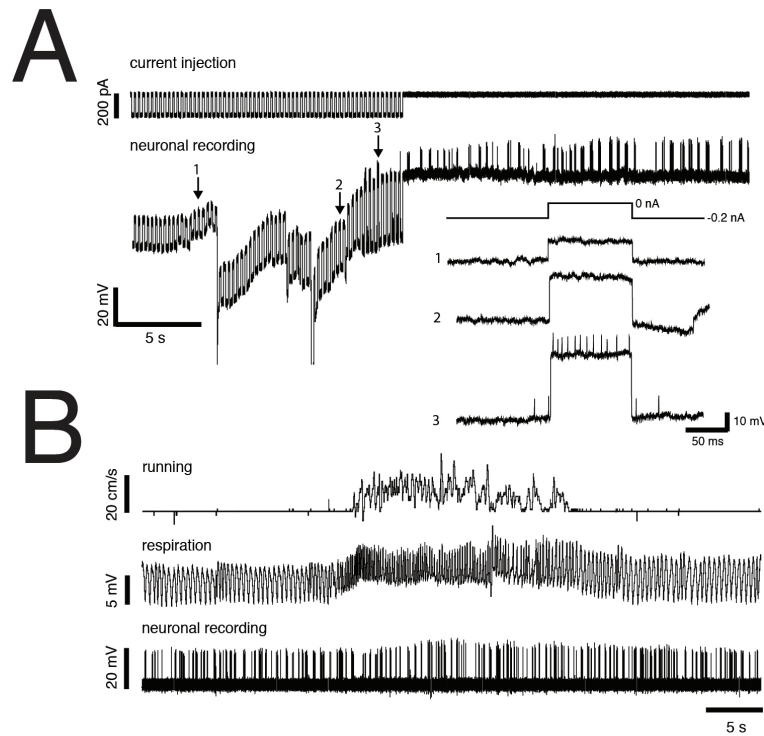 A
current injection
200 pA
neuronal recording
1
2
3
20 mV
5 s
0 nA
-0.2 nA
1
2
3
10 mV
50 ms
B
running
20 cm/s
respiration
5 mV
neuronal recording
20 mV
5 s